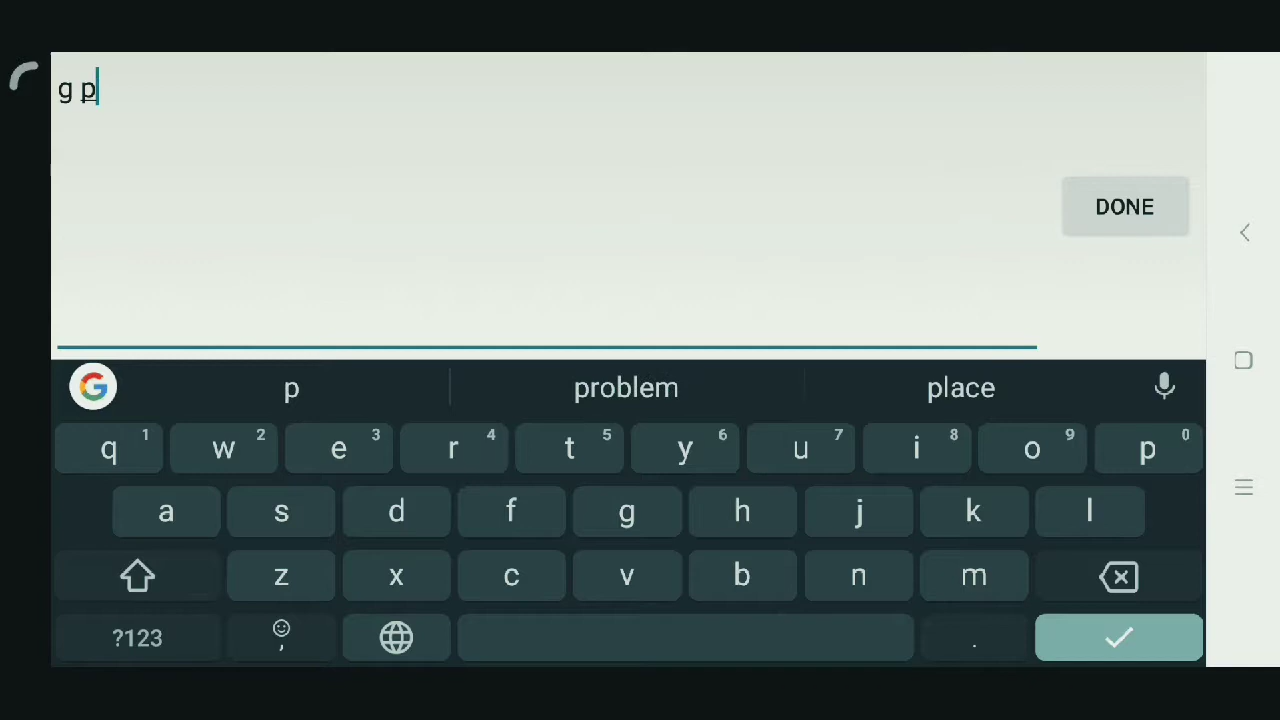 g p
DONE
p problem place
q 1 w 2 e 3 r 4 t 5 y 6 u 7 i 8 o 9 p 0
a s d f g h j k l
z x c v b n m
?123 , .